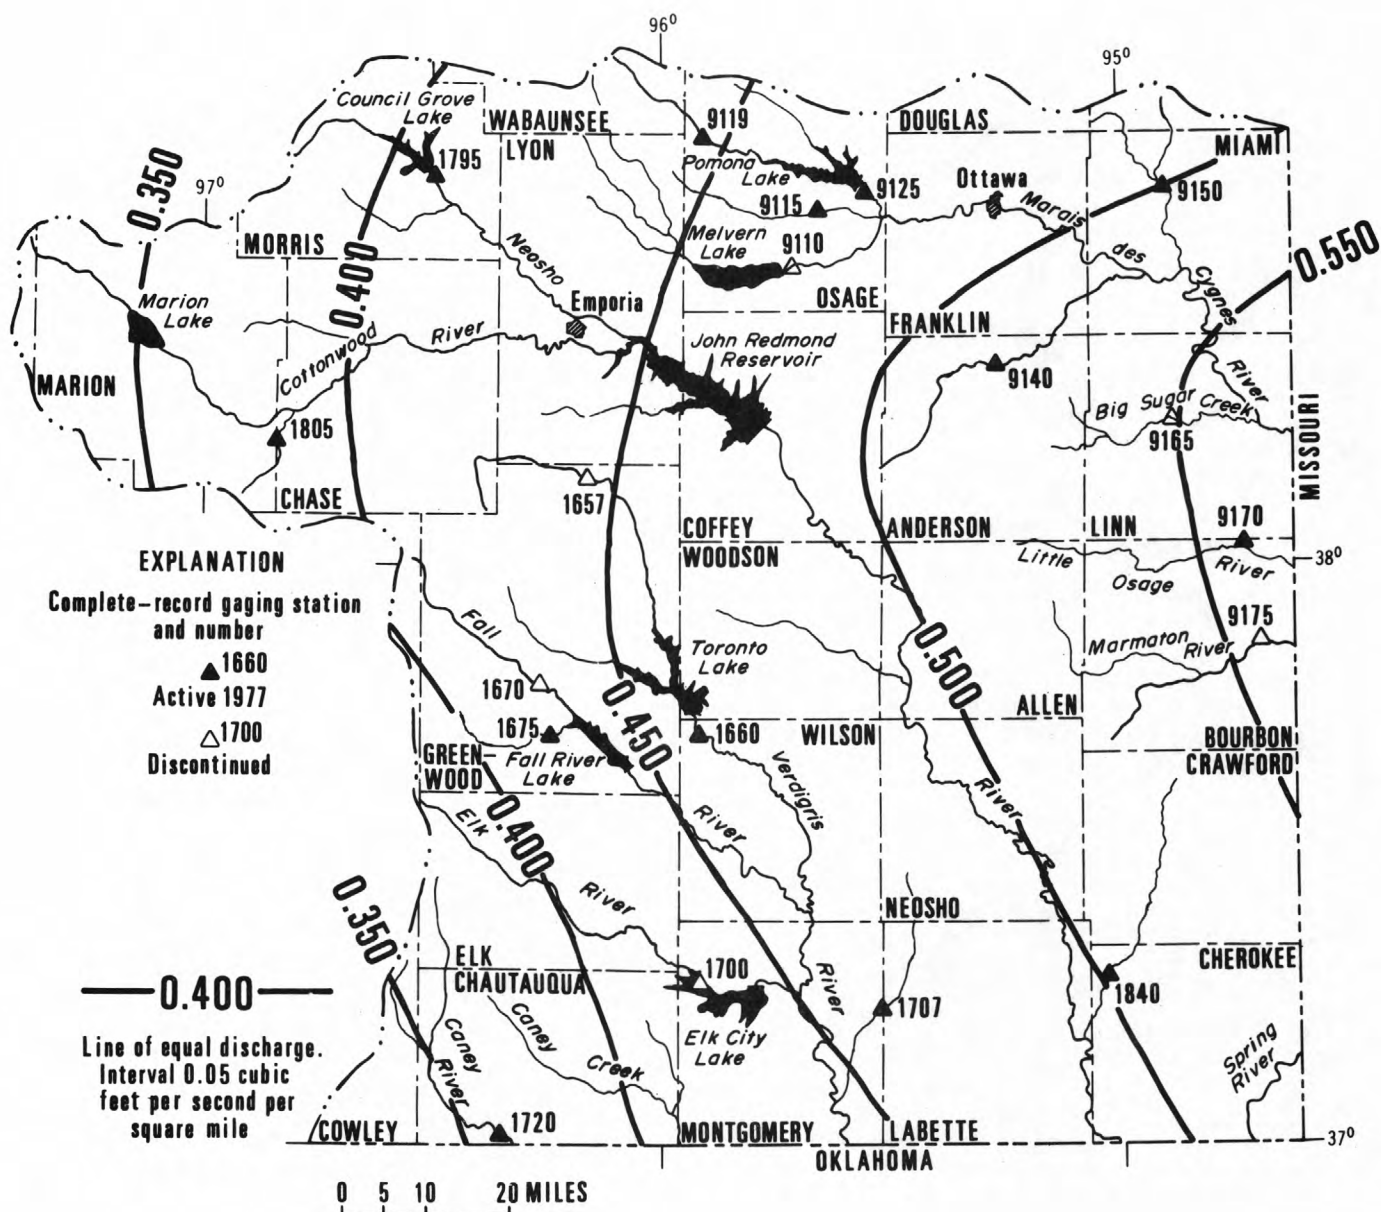 96⁰
95⁰
Council Grove
Lake
WABAUNSEE
LYON
9119
DOUGLAS
MIAMI
0.350
97⁰
1795
Pomona
Lake
9125
Ottawa
9150
9115
Marais
MORRIS
Neosho
Melvern
Lake
9110
des
0.550
0.400
Cygnes
Marion
Lake
Emporia
OSAGE
FRANKLIN
River
John Redmond
Reservoir
Cottonwood
9140
River
MARION
Big Sugar Creek
1805
9165
MISSOURI
CHASE
1657
COFFEY
WOODSON
ANDERSON
LINN
9170
38⁰
Little
Osage
River
EXPLANATION
Complete-record gaging station
and number
1660
Active 1977
1700
Discontinued
Fall
9175
Marmaton
River
0.500
Toronto
Lake
1670
0.450
ALLEN
1675
1660
WILSON
GREEN
WOOD
Fall River
Lake
BOURBON
CRAWFORD
Verdigris
River
0.400
Elk
River
River
0.350
NEOSHO
ELK
CHAUTAUQUA
1700
CHEROKEE
River
1840
0.400
Line of equal discharge.
Interval 0.05 cubic
feet per second per
square mile
Caney
River
Caney
Creek
Elk City
Lake
1707
Spring
River
COWLEY
1720
MONTGOMERY
LABETTE
37⁰
OKLAHOMA
0 5 10 20 MILES